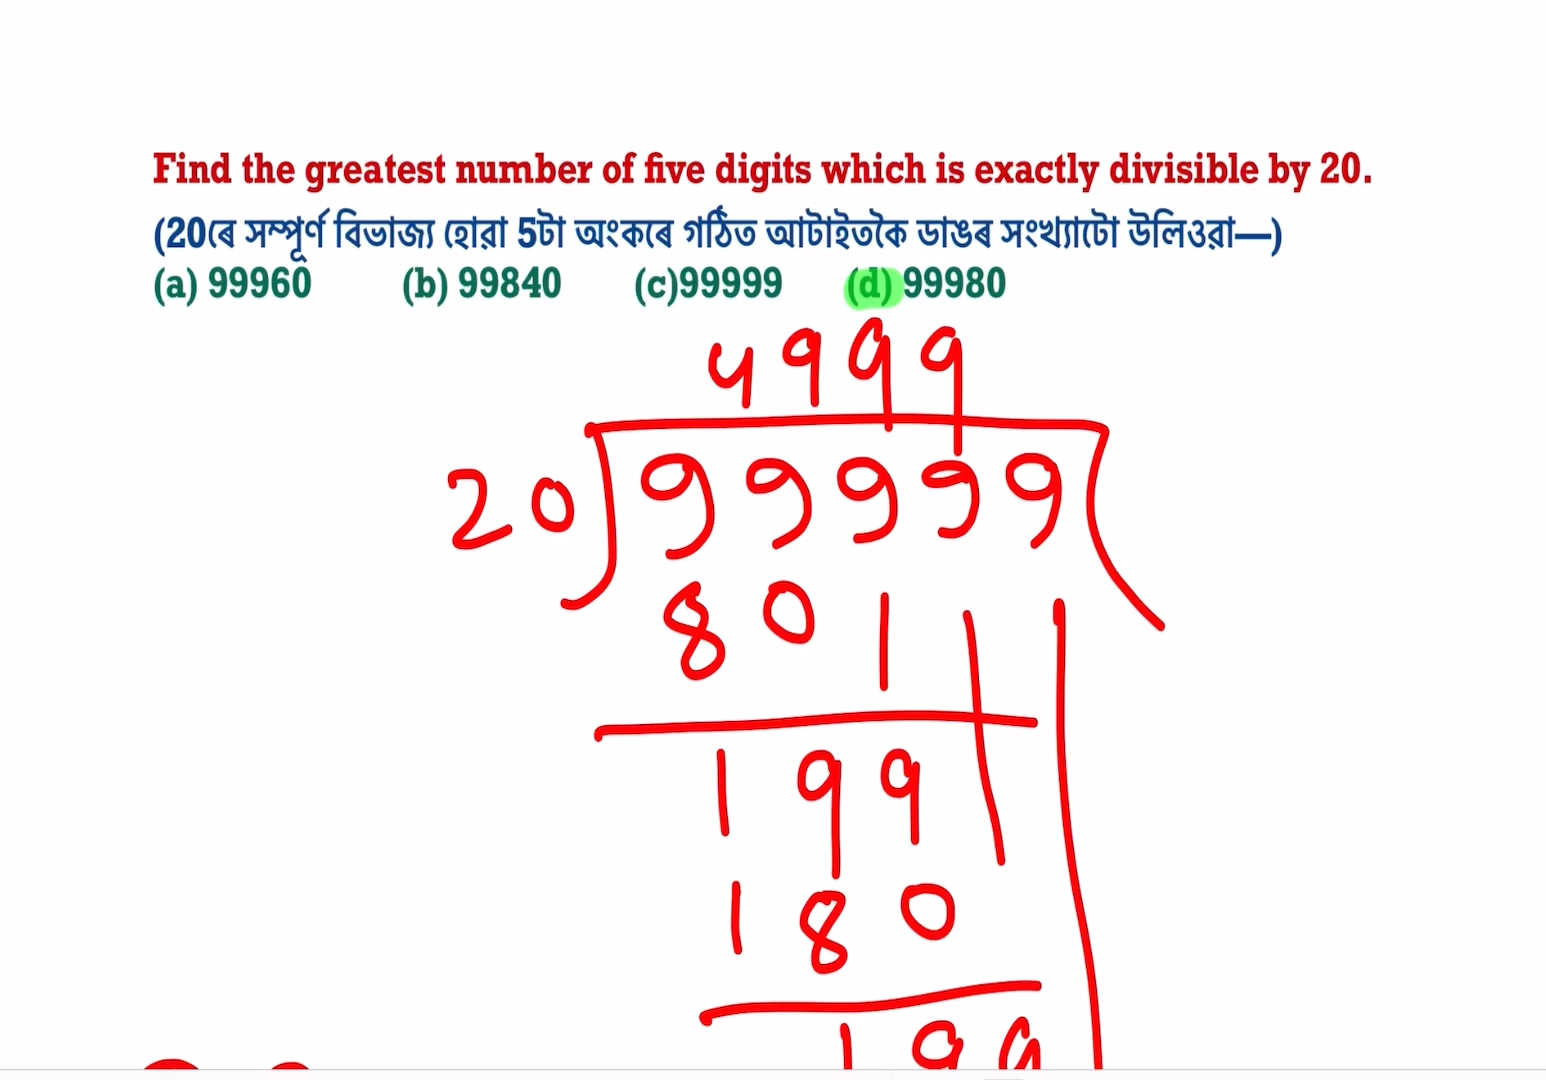 Find the greatest number of five digits which is exactly divisible by 20.
(20ৰে সম্পূৰ্ণ বিভাজ্য হোৱা 5টা অংকৰে গঠিত আটাইতকৈ ডাঙৰ সংখ্যাটো উলিওৱা—)
(a) 99960 (b) 99840 (c)99999 (d) 99980
4999
20 99999
80
199
180
199